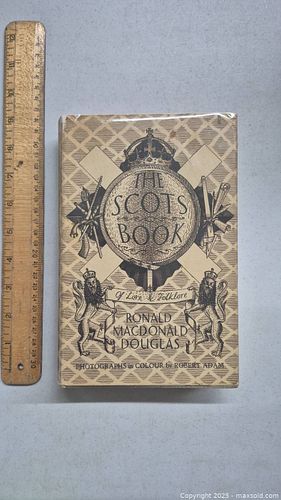 THE
SCOTS
BOOK
Of Lore & Folklore
RONALD
MACDONALD
DOUGLAS
PHOTOGRAPHS in COLOUR by ROBERT ADAM
Copyright 2023 - maxsold.com